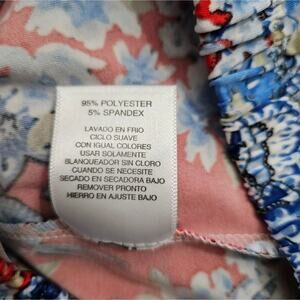 95% POLYESTER
5% SPANDEX
LAVADO EN FRIO
CICLO SUAVE
CON IGUAL COLORES
USAR SOLAMENTE
BLANQUEADOR SIN CLORO
CUANDO SE NECESITE
SECADO EN SECADORA BAJO
REMOVER PRONTO
HIERRO EN AJUSTE BAJO